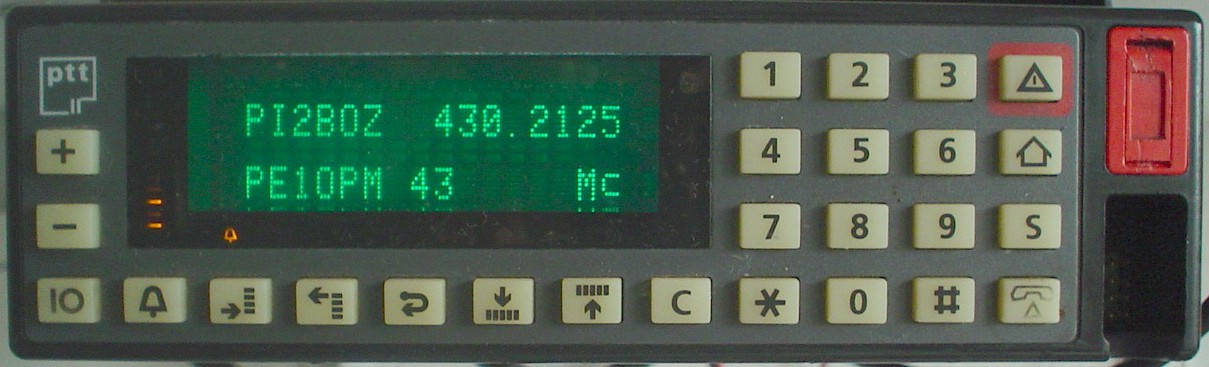 ptt
PI2BOZ 430.2125
PE1OPM 43 Mc
1 2 3
+ 4 5 6
- 7 8 9 S
IO C * 0 #